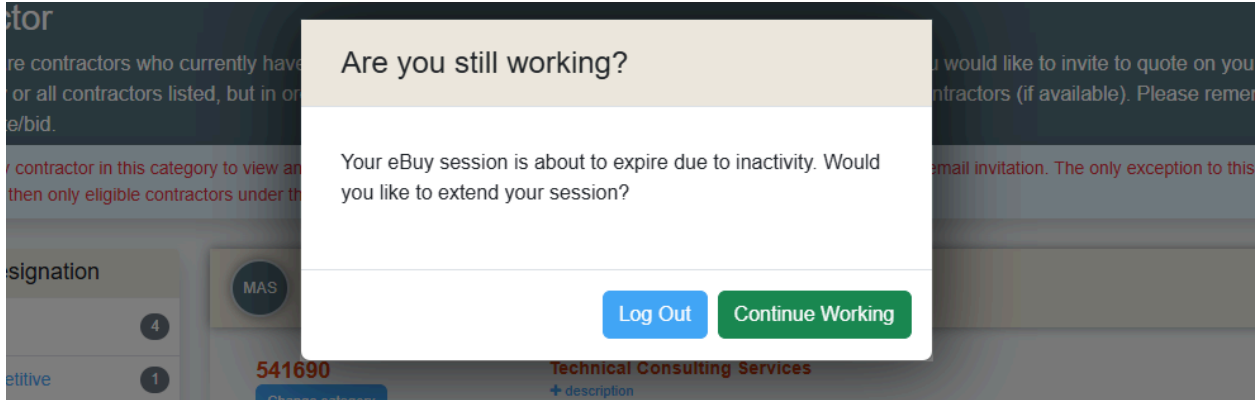 ctor
re contractors who currently have
would like to invite to quote on you
or all contractors listed, but in or
ntractors (if available). Please remem
e/bid.
contractor in this category to view an
email invitation. The only exception to this
then only eligible contractors under th
Are you still working?
Your eBuy session is about to expire due to inactivity. Would
you like to extend your session?
Log Out
Continue Working
esignation
4
etitive
1
MAS
541690
Technical Consulting Services
+ description
Change category